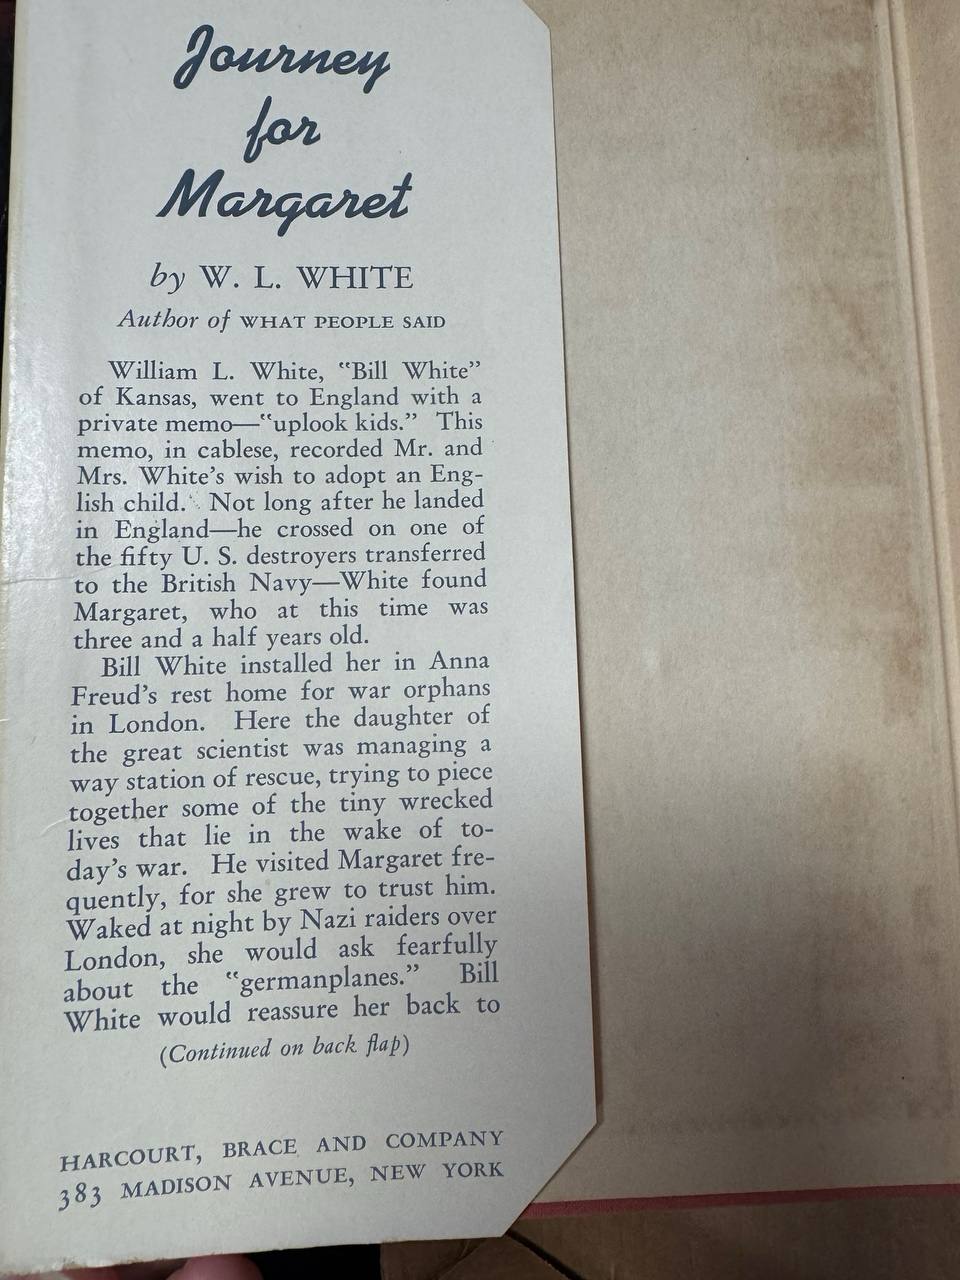 Journey
for
Margaret
by W. L. WHITE
Author of WHAT PEOPLE SAID
William L. White, "Bill White"
of Kansas, went to England with a
private memo—"uplook kids." This
memo, in cablese, recorded Mr. and
Mrs. White's wish to adopt an Eng-
lish child. Not long after he landed
in England—he crossed on one of
the fifty U. S. destroyers transferred
to the British Navy—White found
Margaret, who at this time was
three and a half years old.
Bill White installed her in Anna
Freud's rest home for war orphans
in London. Here the daughter of
the great scientist was managing a
way station of rescue, trying to piece
together some of the tiny wrecked
lives that lie in the wake of to-
day's war. He visited Margaret fre-
quently, for she grew to trust him.
Waked at night by Nazi raiders over
London, she would ask fearfully
about the "germanplanes." Bill
White would reassure her back to
(Continued on back flap)
HARCOURT, BRACE AND COMPANY
383 MADISON AVENUE, NEW YORK